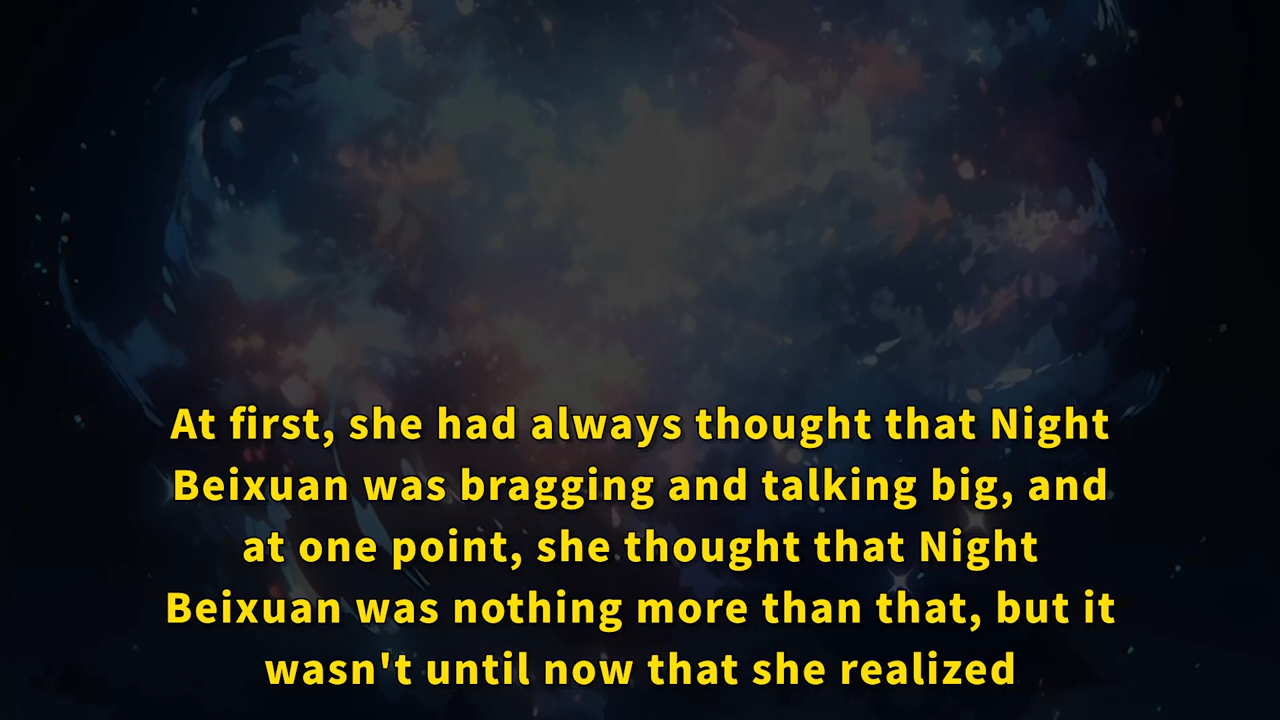 At first, she had always thought that Night
Beixuan was bragging and talking big, and
at one point, she thought that Night
Beixuan was nothing more than that, but it
wasn't until now that she realized